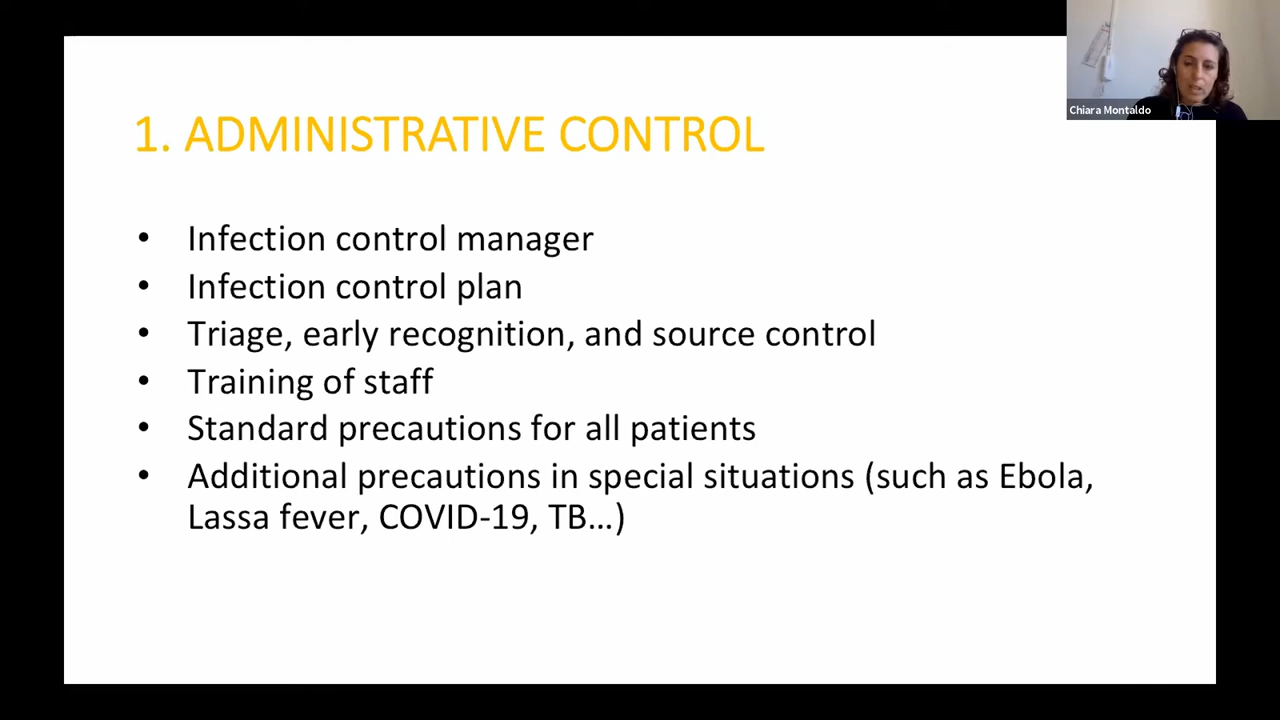 Chiara Montaldo
1. ADMINISTRATIVE CONTROL
• Infection control manager
• Infection control plan
• Triage, early recognition, and source control
• Training of staff
• Standard precautions for all patients
• Additional precautions in special situations (such as Ebola,
Lassa fever, COVID-19, TB...)